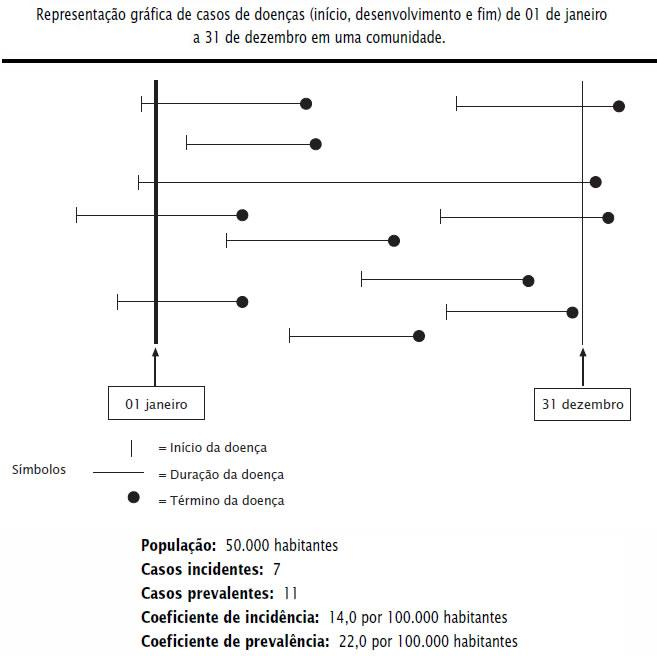 Representação gráfica de casos de doenças (início, desenvolvimento e fim) de 01 de janeiro
a 31 de dezembro em uma comunidade.
01 janeiro
31 dezembro
Símbolos
= Início da doença
= Duração da doença
= Término da doença
População: 50.000 habitantes
Casos incidentes: 7
Casos prevalentes: 11
Coeficiente de incidência: 14,0 por 100.000 habitantes
Coeficiente de prevalência: 22,0 por 100.000 habitantes